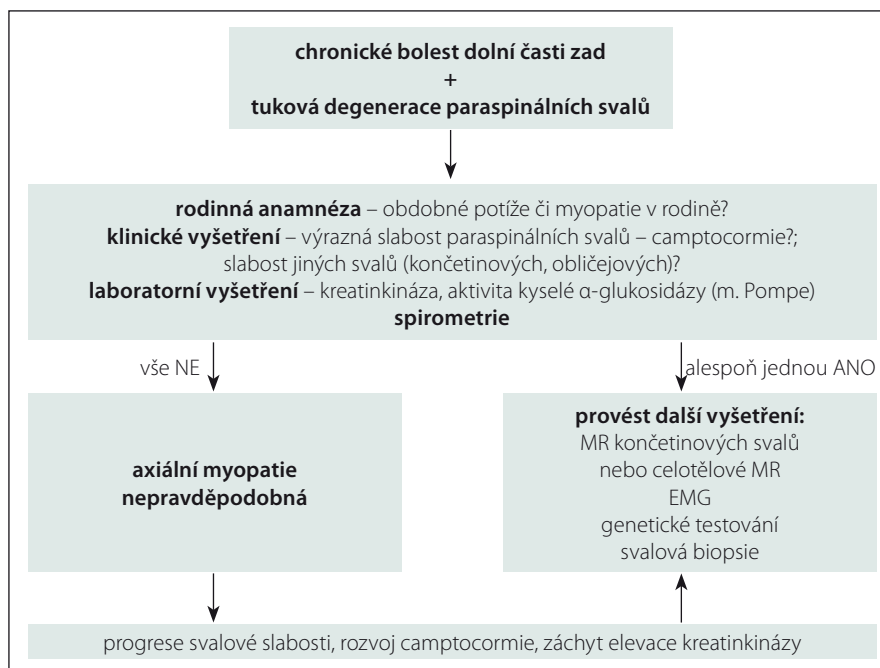 chronické bolest dolní časti zad
+
tuková degenerace paraspinálních svalů
rodinná anamnéza – obdobné potíže či myopatie v rodině?
klinické vyšetření – výrazná slabost paraspinálních svalů – camptocormie?;
slabost jiných svalů (končetinových, obličejových)?
laboratorní vyšetření – kreatinkináza, aktivita kyselé α-glukosidázy (m. Pompe)
spirometrie
vše NE
alespoň jednou ANO
axiální myopatie
nepravděpodobná
provést další vyšetření:
MR končetinových svalů
nebo celotělové MR
EMG
genetické testování
svalová biopsie
progrese svalové slabosti, rozvoj camptocormie, záchyt elevace kreatinkinázy